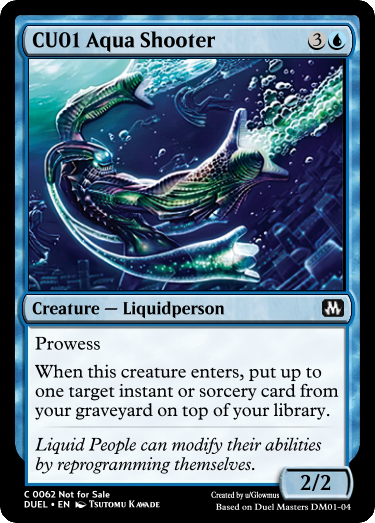 CU01 Aqua Shooter 3
Creature — Liquidperson
Prowess
When this creature enters, put up to
one target instant or sorcery card from
your graveyard on top of your library.
Liquid People can modify their abilities
by reprogramming themselves.
2/2
C 0062 Not for Sale
DUEL • EN Tsutomu Kawade
Created by u/Glowmus
Based on Duel Masters DM01-04